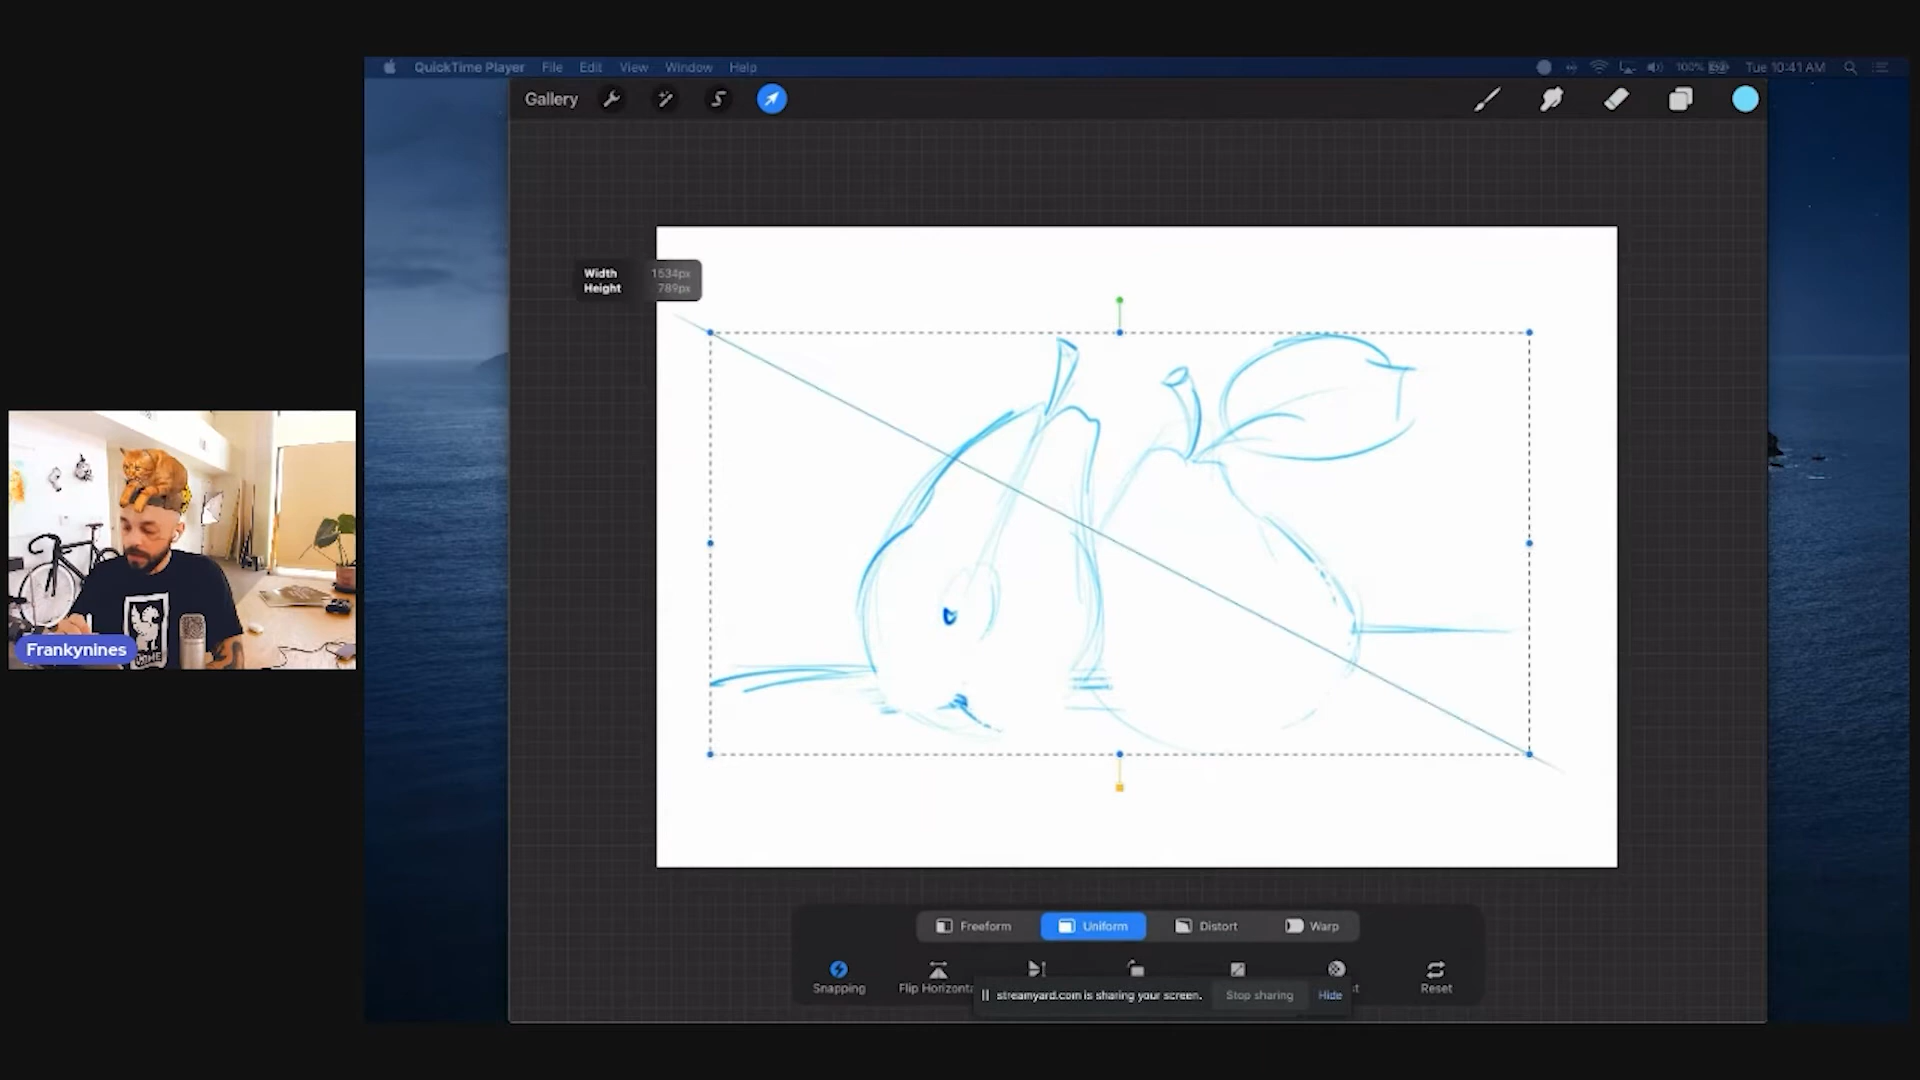 QuickTime Player File Edit View Window Help
100% Tue 10:41 AM
Gallery
Width 1534px
Height 789px
Frankynines
Freeform Uniform Distort Warp
Snapping Flip Horizonta Reset
streamyard.com is sharing your screen. Stop sharing Hide